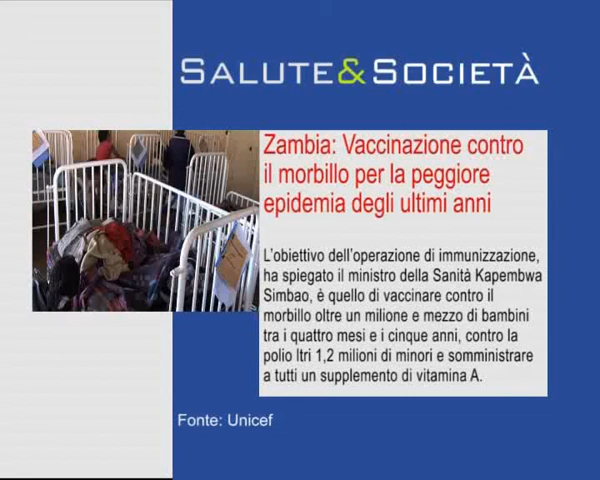 SALUTE&SOCIETÀ
Zambia: Vaccinazione contro
il morbillo per la peggiore
epidemia degli ultimi anni
L'obiettivo dell'operazione di immunizzazione,
ha spiegato il ministro della Sanità Kapembwa
Simbao, è quello di vaccinare contro il
morbillo oltre un milione e mezzo di bambini
tra i quattro mesi e i cinque anni, contro la
polio ltri 1,2 milioni di minori e somministrare
a tutti un supplemento di vitamina A.
Fonte: Unicef